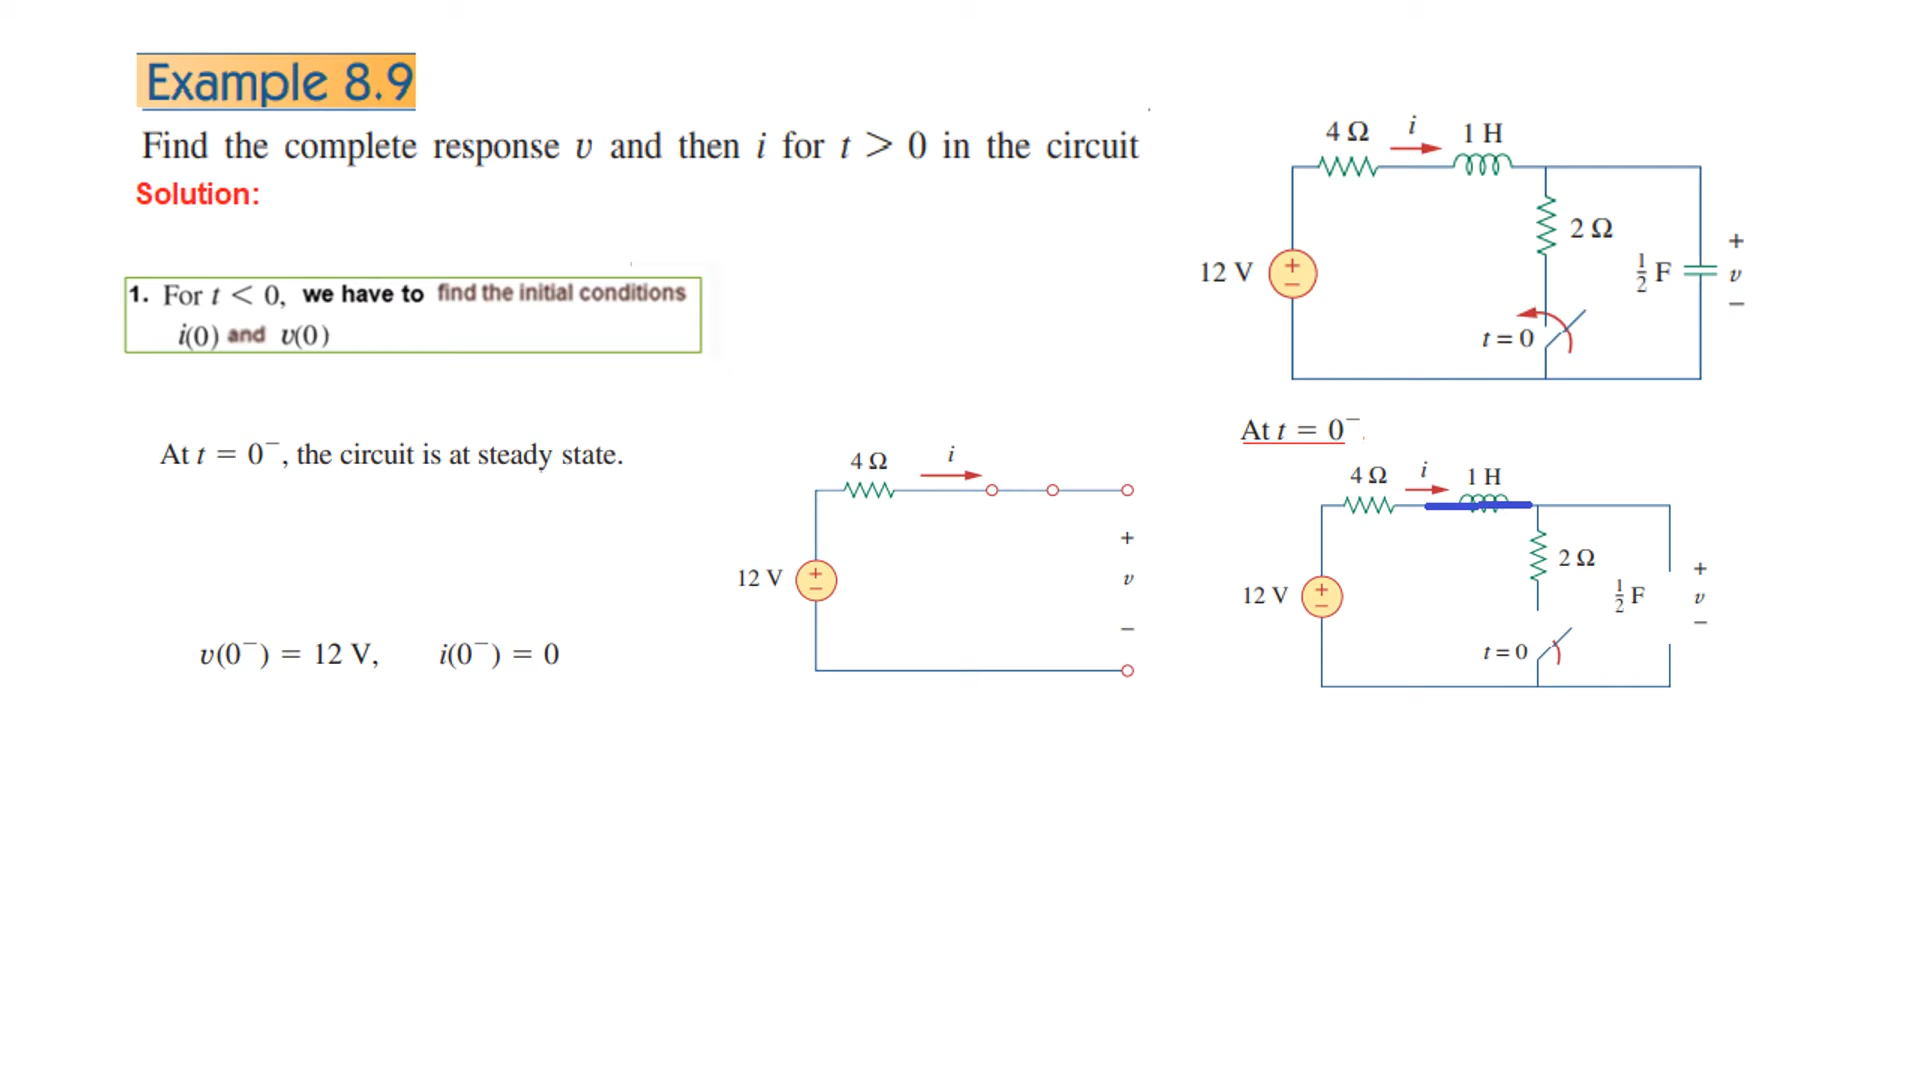 Example 8.9
Find the complete response v and then i for t > 0 in the circuit
Solution:
1. For t < 0, we have to find the initial conditions
i(0) and v(0)
At t = 0⁻, the circuit is at steady state.
v(0⁻) = 12 V, i(0⁻) = 0
4 Ω i
12 V + −
+
v
−
4 Ω i 1 H
2 Ω
12 V + −
½ F
+
v
−
t = 0
At t = 0⁻.
4 Ω i 1 H
2 Ω
12 V + −
½ F
+
v
−
t = 0